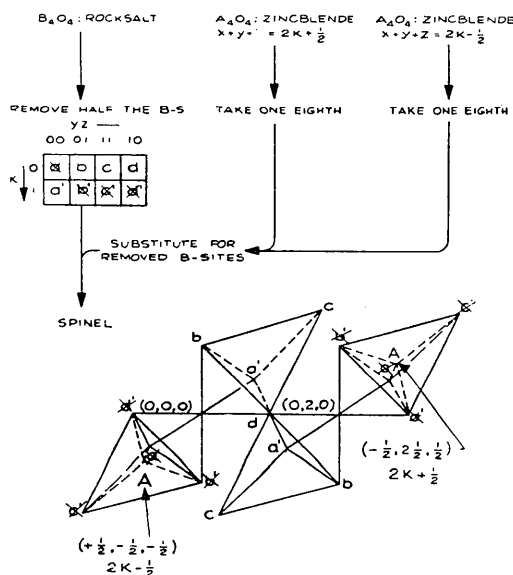 B₄O₄: ROCKSALT
A₄O₄: ZINCBLENDE
x+y+ = 2K+½
A₄O₄: ZINCBLENDE
x+y+z = 2K-½
REMOVE HALF THE B-S
TAKE ONE EIGHTH
TAKE ONE EIGHTH
yz
00 01 11 10
x
0 a b c d
1 a' b' c' d'
SUBSTITUTE FOR
REMOVED B-SITES
SPINEL
c
b
b'
c'
a'
A
a
d'
(0,0,0)
(0,2,0)
d
d'
a'
(-½, 2½, ½)
2K+½
a
A
b'
b
c'
c
(+½, -½, -½)
2K-½